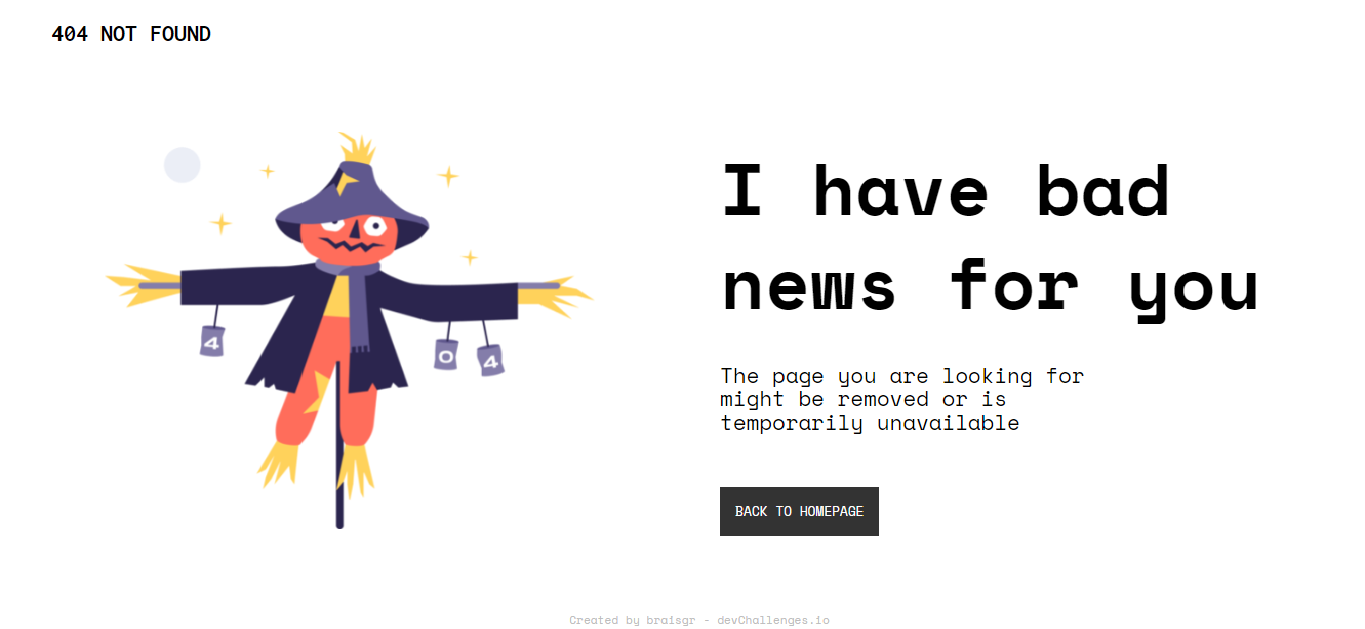 404 NOT FOUND
4
0
4
I have bad
news for you
The page you are looking for
might be removed or is
temporarily unavailable
BACK TO HOMEPAGE
Created by braisgr - devChallenges.io